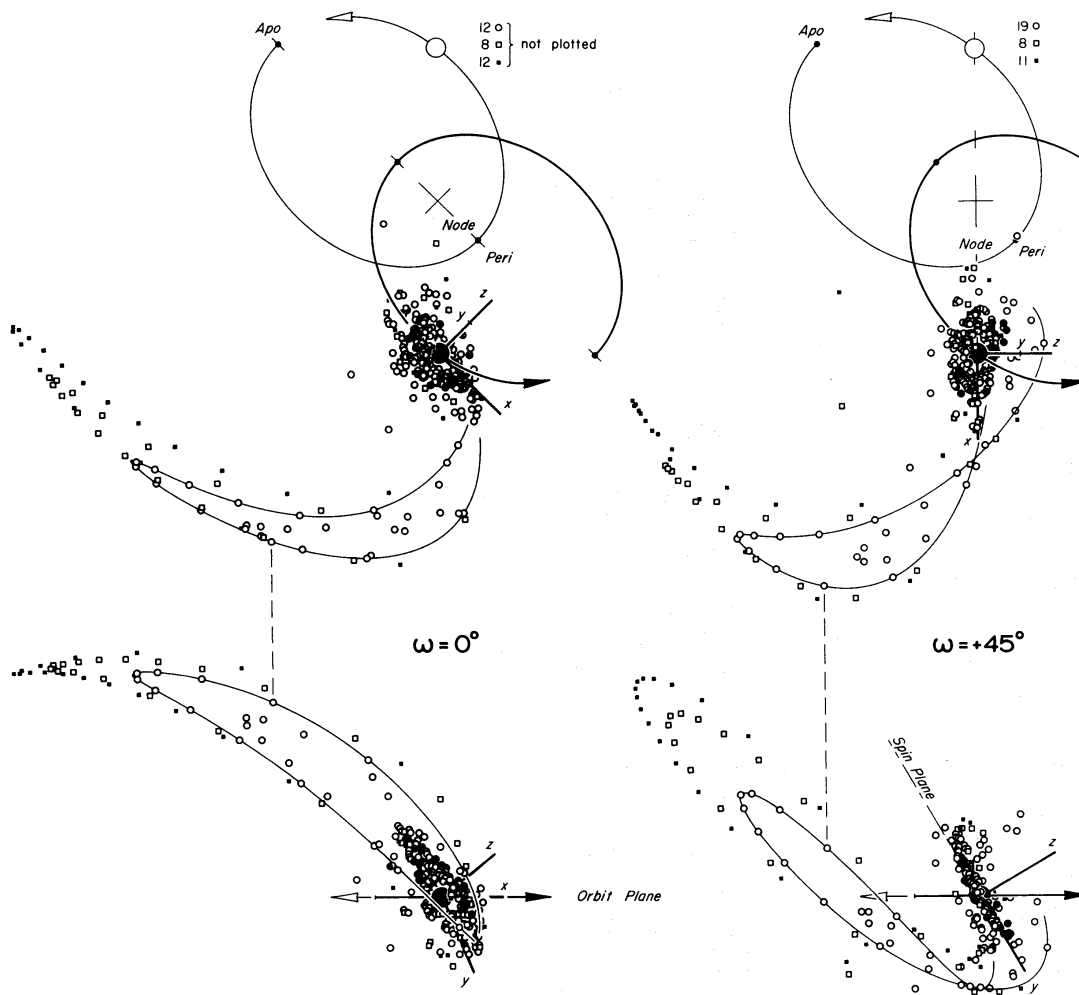 Apo
12
8
12
not plotted
Node
Peri
z
y
x
Apo
19
8
11
Node
Peri
y
z
x
ω = 0°
ω = +45°
z
x
Orbit Plane
y
Spin Plane
z
y